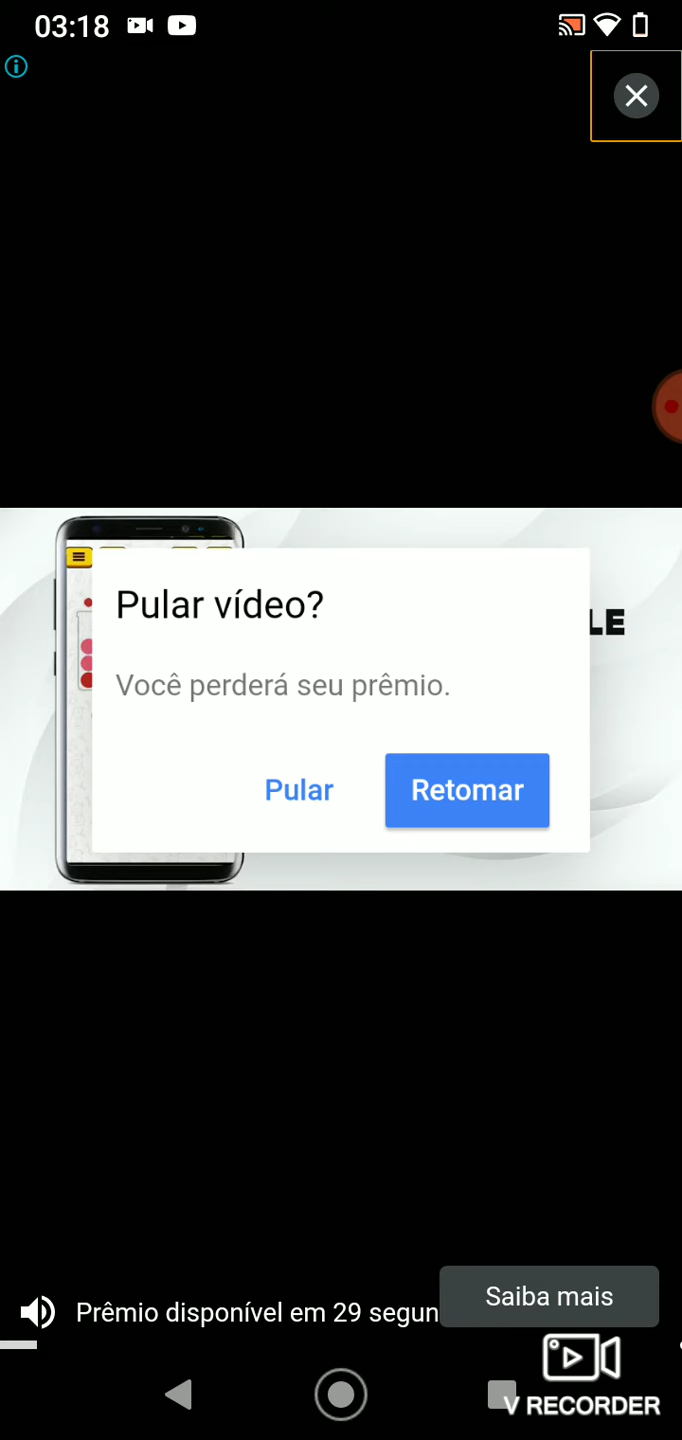 03:18
LE
Pular vídeo?
Você perderá seu prêmio.
Pular
Retomar
Prêmio disponível em 29 segun
Saiba mais
V RECORDER